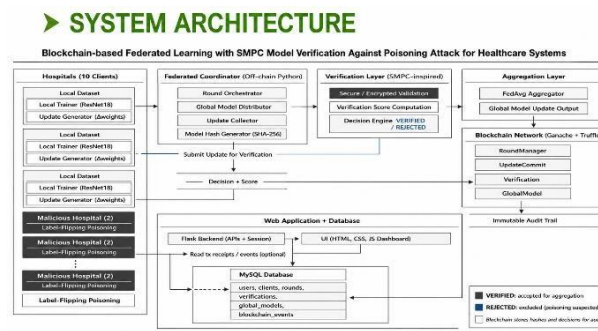 ➤ SYSTEM ARCHITECTURE
Blockchain-based Federated Learning with SMPC Model Verification Against Poisoning Attack for Healthcare Systems
Hospitals (10 Clients)
Local Dataset
Local Trainer (ResNet18)
Update Generator (Δweights)
Local Dataset
Local Trainer (ResNet18)
Update Generator (Δweights)
Local Dataset
Local Trainer (ResNet18)
Update Generator (Δweights)
Malicious Hospital (2)
Label-Flipping Poisoning
Malicious Hospital (2)
Label-Flipping Poisoning
Malicious Hospital (2)
Label-Flipping Poisoning
Label-Flipping Poisoning
Federated Coordinator (Off-chain Python)
Round Orchestrator
Global Model Distributor
Update Collector
Model Hash Generator (SHA-256)
Submit Update for Verification
Decision + Score
Verification Layer (SMPC-inspired)
Secure / Encrypted Validation
Verification Score Computation
Decision Engine VERIFIED
/ REJECTED
Aggregation Layer
FedAvg Aggregator
Global Model Update Output
Blockchain Network (Ganache + Truffl
RoundManager
UpdateCommit
Verification
GlobalModel
Immutable Audit Trail
Web Application + Database
Flask Backend (APIs + Session)
UI (HTML, CSS, JS Dashboard)
Read tx receipts / events (optional)
MySQL Database
users, clients, rounds,
verifications,
global_models,
blockchain_events
VERIFIED: accepted for aggregation
REJECTED: excluded (poisoning suspected
Blockchain stores hashes and decisions for au